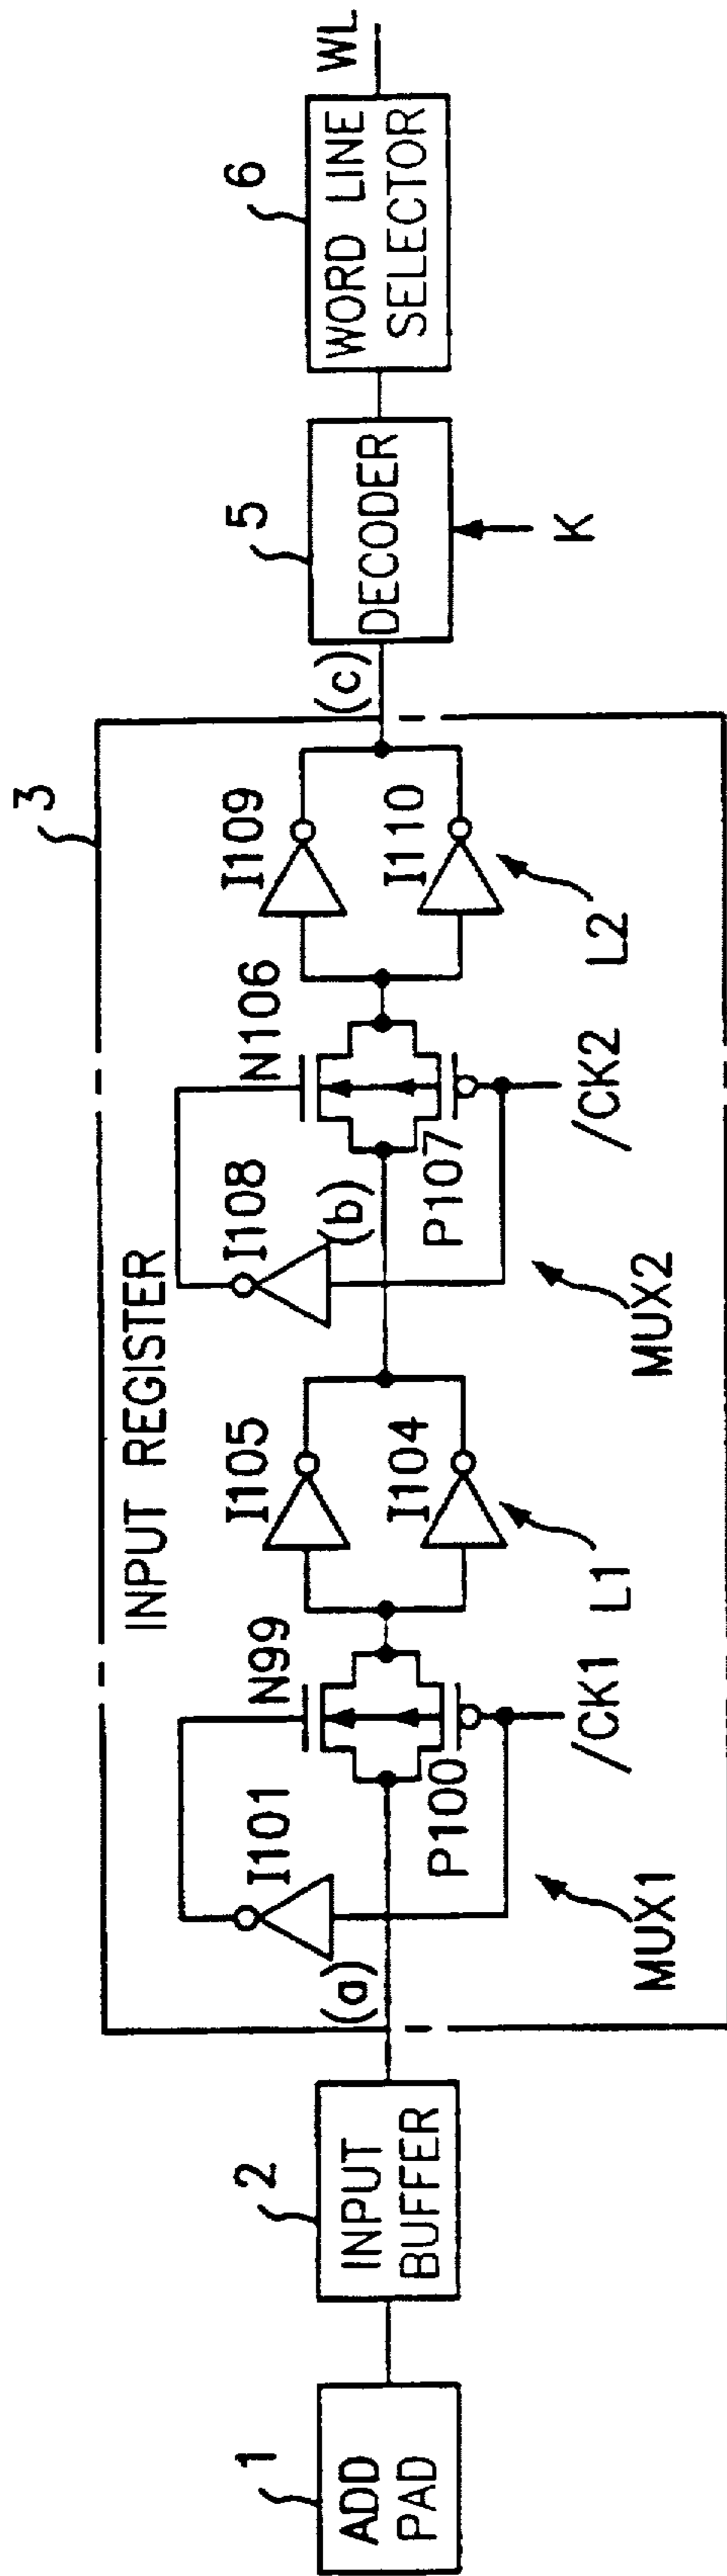 1
ADD
PAD
2
INPUT
BUFFER
3
INPUT REGISTER
(a)
I101
N99
P100
/CK1
MUX1
I105
I104
L1
(b)
I108
N106
P107
/CK2
MUX2
I109
I110
L2
(c)
5
DECODER
K
6
WORD LINE
SELECTOR
WL